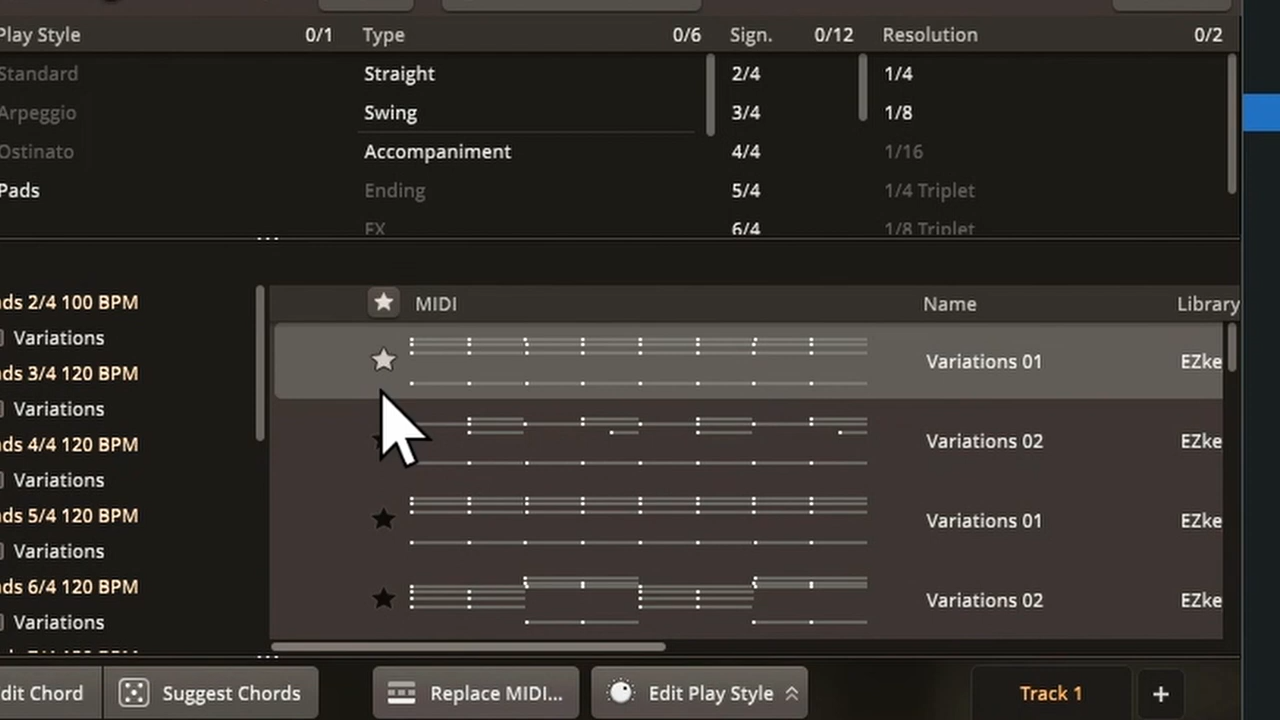 Play Style 0/1 Type 0/6 Sign. 0/12 Resolution 0/2
Standard Straight 2/4 1/4
Arpeggio Swing 3/4 1/8
Ostinato Accompaniment 4/4 1/16
Pads Ending 5/4 1/4 Triplet
FX 6/4 1/8 Triplet
MIDI Name Library
ds 2/4 100 BPM
Variations
ds 3/4 120 BPM
Variations
ds 4/4 120 BPM
Variations
ds 5/4 120 BPM
Variations
ds 6/4 120 BPM
Variations
Variations 01 EZke
Variations 02 EZke
Variations 01 EZke
Variations 02 EZke
dit Chord Suggest Chords Replace MIDI... Edit Play Style Track 1 +